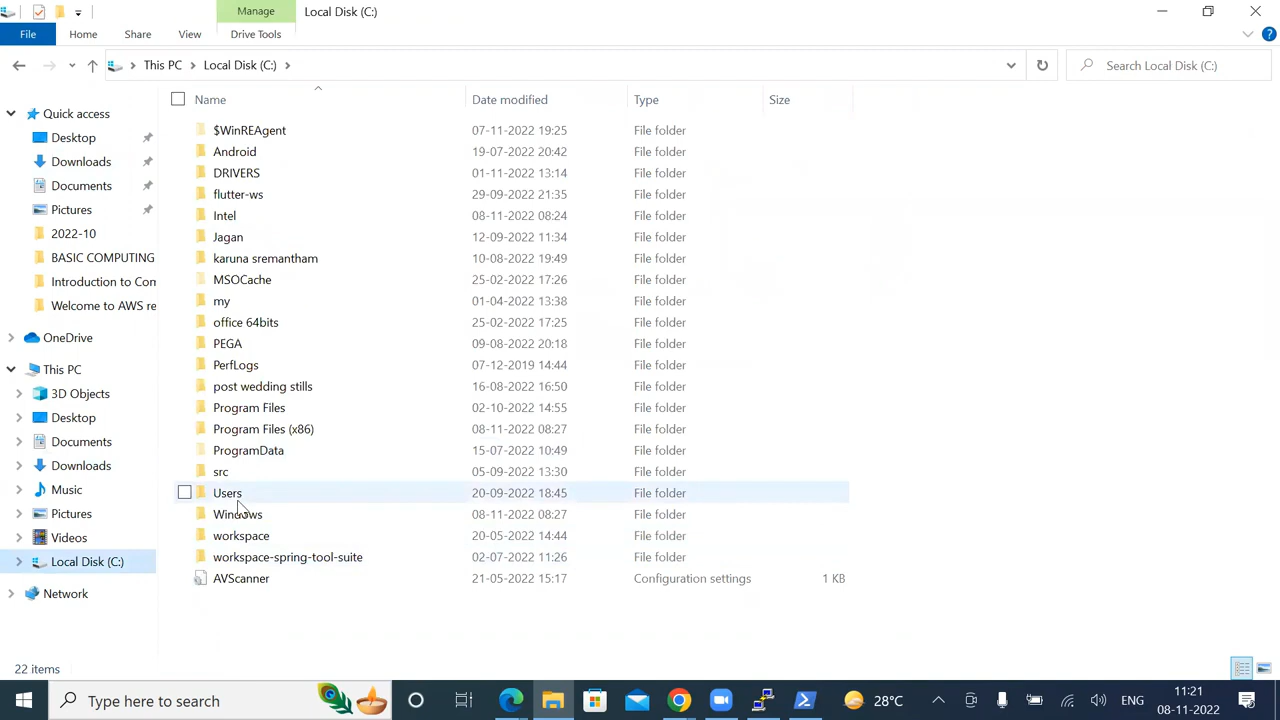 Manage Local Disk (C:)
File Home Share View Drive Tools ?
This PC Local Disk (C:) Search Local Disk (C:)
Name Date modified Type Size
Quick access
Desktop
Downloads
Documents
Pictures
2022-10
BASIC COMPUTING
Introduction to Com
Welcome to AWS re
OneDrive
This PC
3D Objects
Desktop
Documents
Downloads
Music
Pictures
Videos
Local Disk (C:)
Network
$WinREAgent 07-11-2022 19:25 File folder
Android 19-07-2022 20:42 File folder
DRIVERS 01-11-2022 13:14 File folder
flutter-ws 29-09-2022 21:35 File folder
Intel 08-11-2022 08:24 File folder
Jagan 12-09-2022 11:34 File folder
karuna sremantham 10-08-2022 19:49 File folder
MSOCache 25-02-2022 17:26 File folder
my 01-04-2022 13:38 File folder
office 64bits 25-02-2022 17:25 File folder
PEGA 09-08-2022 20:18 File folder
PerfLogs 07-12-2019 14:44 File folder
post wedding stills 16-08-2022 16:50 File folder
Program Files 02-10-2022 14:55 File folder
Program Files (x86) 08-11-2022 08:27 File folder
ProgramData 15-07-2022 10:49 File folder
src 05-09-2022 13:30 File folder
Users 20-09-2022 18:45 File folder
Windows 08-11-2022 08:27 File folder
workspace 20-05-2022 14:44 File folder
workspace-spring-tool-suite 02-07-2022 11:26 File folder
AVScanner 21-05-2022 15:17 Configuration settings 1 KB
22 items
Type here to search 28°C ENG 11:21
08-11-2022